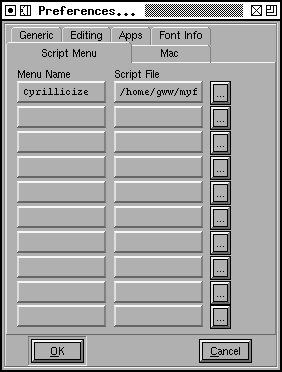 Preferences...
Generic Editing Apps Font Info
Script Menu Mac
Menu Name Script File
Cyrillicize /home/gww/myf ...
...
...
...
...
...
...
...
...
...
OK Cancel